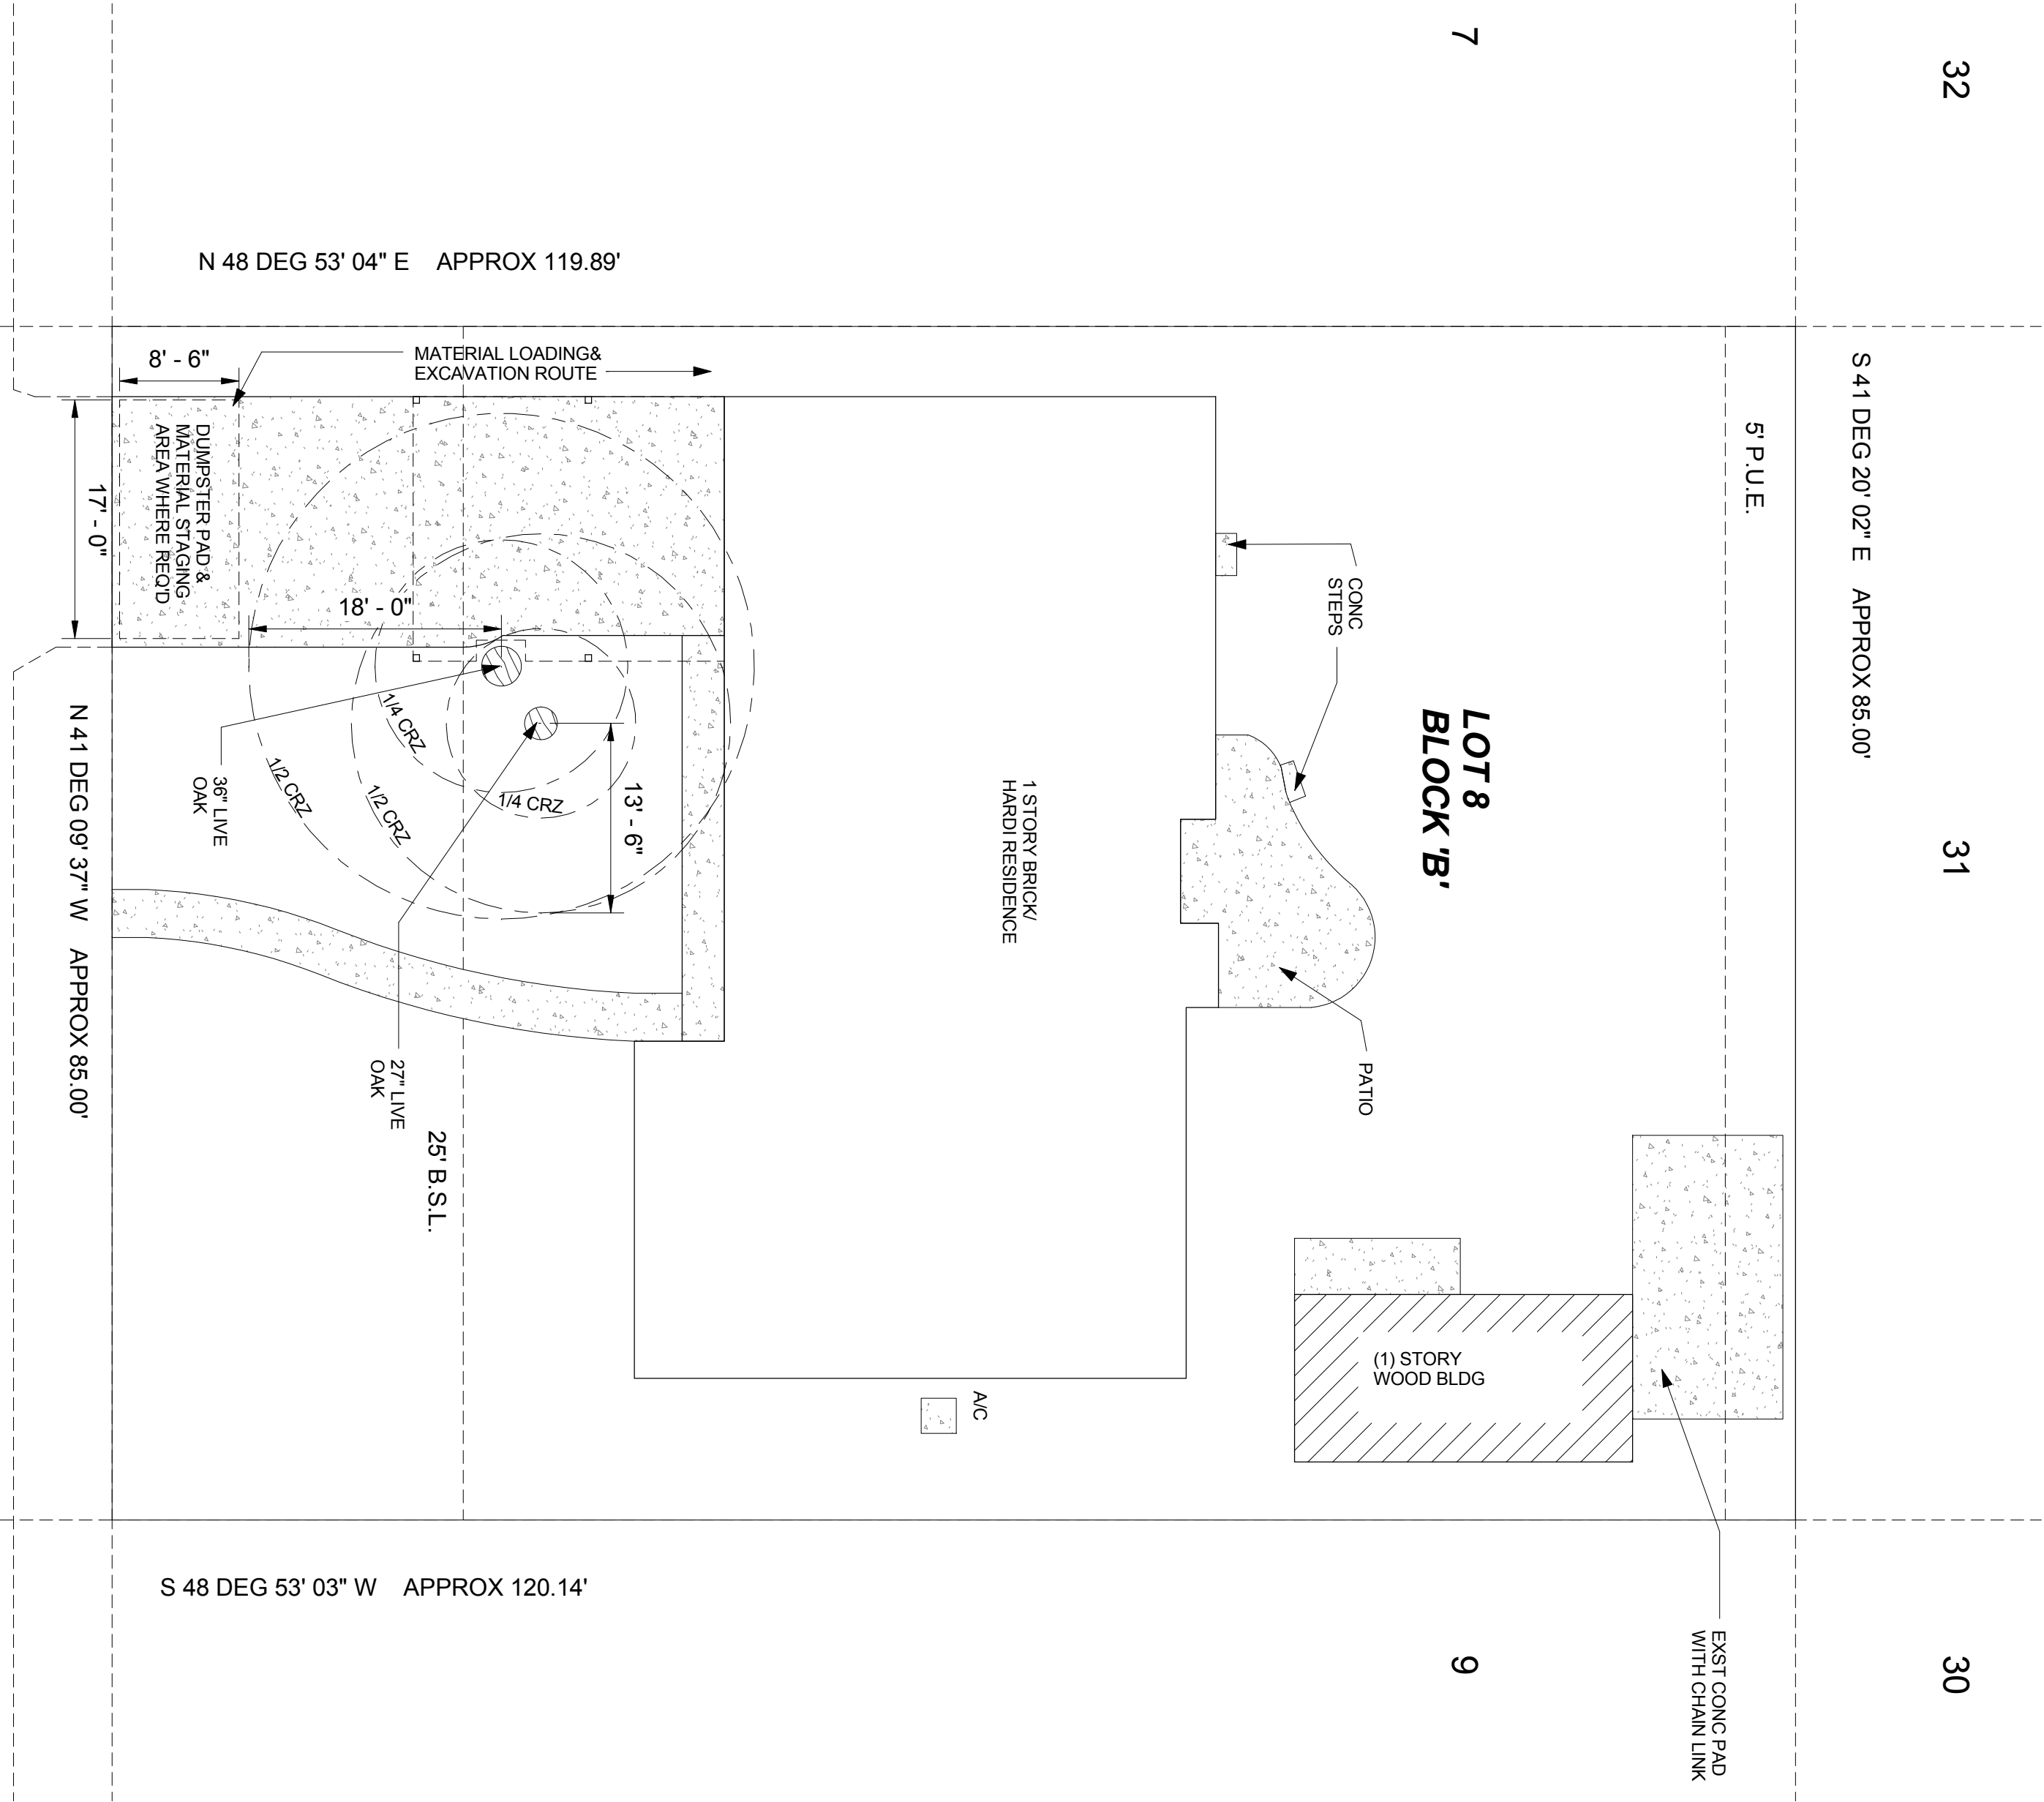 7
32
N 48 DEG 53' 04" E APPROX 119.89'
8' - 6"
MATERIAL LOADING&
EXCAVATION ROUTE
S 41 DEG 20' 02" E APPROX 85.00'
5' P.U.E.
DUMPSTER PAD &
MATERIAL STAGING
AREA WHERE REQ'D
17' - 0"
18' - 0"
CONC
STEPS
LOT 8
BLOCK 'B'
1/4 CRZ
1/2 CRZ
1/2 CRZ
1/4 CRZ
13' - 6"
36" LIVE
OAK
N 41 DEG 09' 37" W APPROX 85.00'
1 STORY BRICK/
HARDI RESIDENCE
31
27" LIVE
OAK
25' B.S.L.
PATIO
(1) STORY
WOOD BLDG
A/C
S 48 DEG 53' 03" W APPROX 120.14'
EXST CONC PAD
WITH CHAIN LINK
9
30